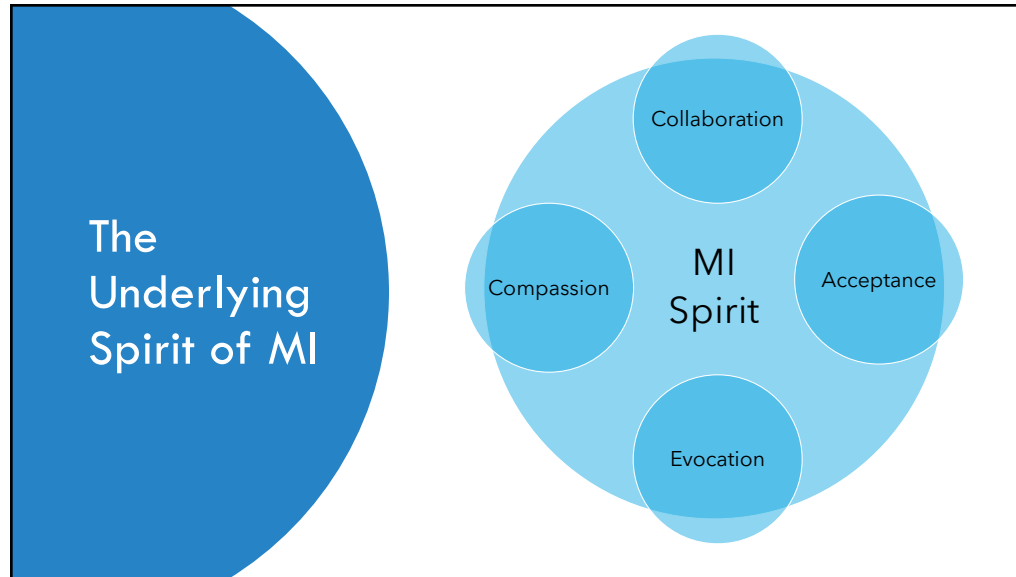 The
Underlying
Spirit of MI
Collaboration
Compassion
MI
Spirit
Acceptance
Evocation